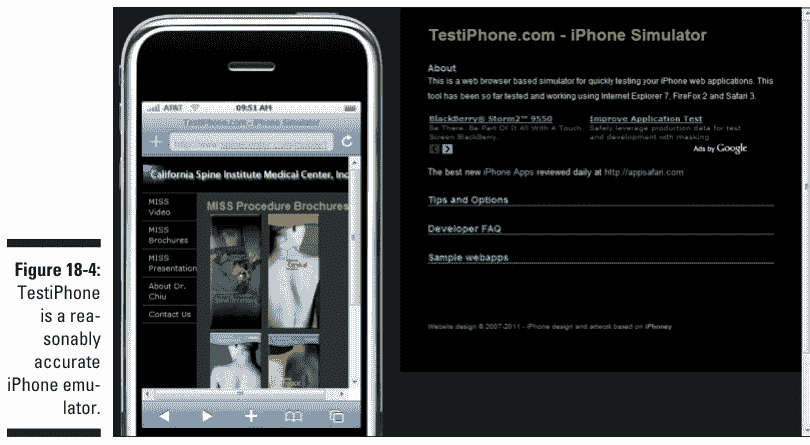 Figure 18-4:
TestiPhone
is a rea-
sonably
accurate
iPhone emu-
lator.
AT&T
09:51 AM
TestiPhone.com - iPhone Simulator
California Spine Institute Medical Center, Inc
MISS
Video
MISS
Brochures
MISS
Presentation
About Dr.
Chiu
Contact Us
MISS Procedure Brochures
TestiPhone.com - iPhone Simulator
About
This is a web browser based simulator for quickly testing your iPhone web applications. This
tool has been so far tested and working using Internet Explorer 7, FireFox 2 and Safari 3.
BlackBerry® Storm2™ 9550
Be There. Be Part Of It All With A Touch
Screen BlackBerry.
Improve Application Test
Safely leverage production data for test
and development with masking
Ads by Google
The best new iPhone Apps reviewed daily at http://appsafari.com
Tips and Options
Developer FAQ
Sample webapps
Website design © 2007-2011 - iPhone design and artwork based on iPhoney